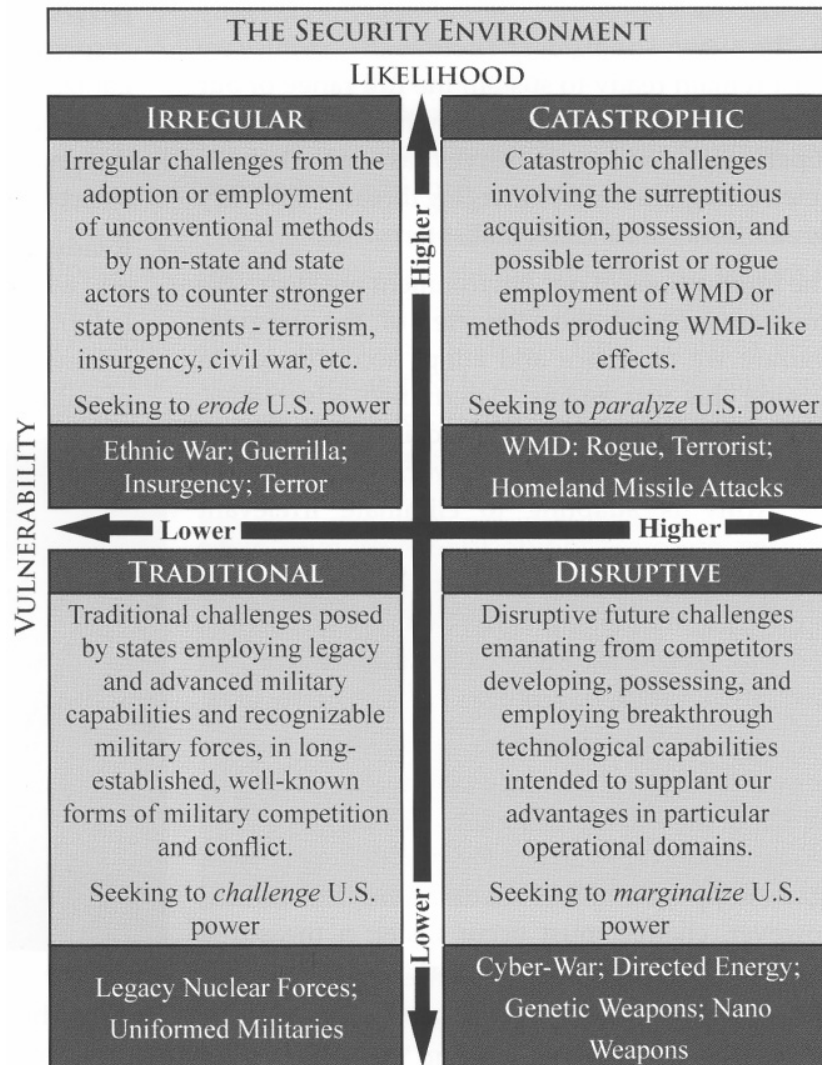 THE SECURITY ENVIRONMENT
LIKELIHOOD
IRREGULAR
Irregular challenges from the
adoption or employment
of unconventional methods
by non-state and state
actors to counter stronger
state opponents - terrorism,
insurgency, civil war, etc.
Seeking to erode U.S. power
Ethnic War; Guerrilla;
Insurgency; Terror
Higher
CATASTROPHIC
Catastrophic challenges
involving the surreptitious
acquisition, possession, and
possible terrorist or rogue
employment of WMD or
methods producing WMD-like
effects.
Seeking to paralyze U.S. power
WMD: Rogue, Terrorist;
Homeland Missile Attacks
VULNERABILITY
Lower
Higher
TRADITIONAL
Traditional challenges posed
by states employing legacy
and advanced military
capabilities and recognizable
military forces, in long-
established, well-known
forms of military competition
and conflict.
Seeking to challenge U.S.
power
Legacy Nuclear Forces;
Uniformed Militaries
Lower
DISRUPTIVE
Disruptive future challenges
emanating from competitors
developing, possessing, and
employing breakthrough
technological capabilities
intended to supplant our
advantages in particular
operational domains.
Seeking to marginalize U.S.
power
Cyber-War; Directed Energy;
Genetic Weapons; Nano
Weapons